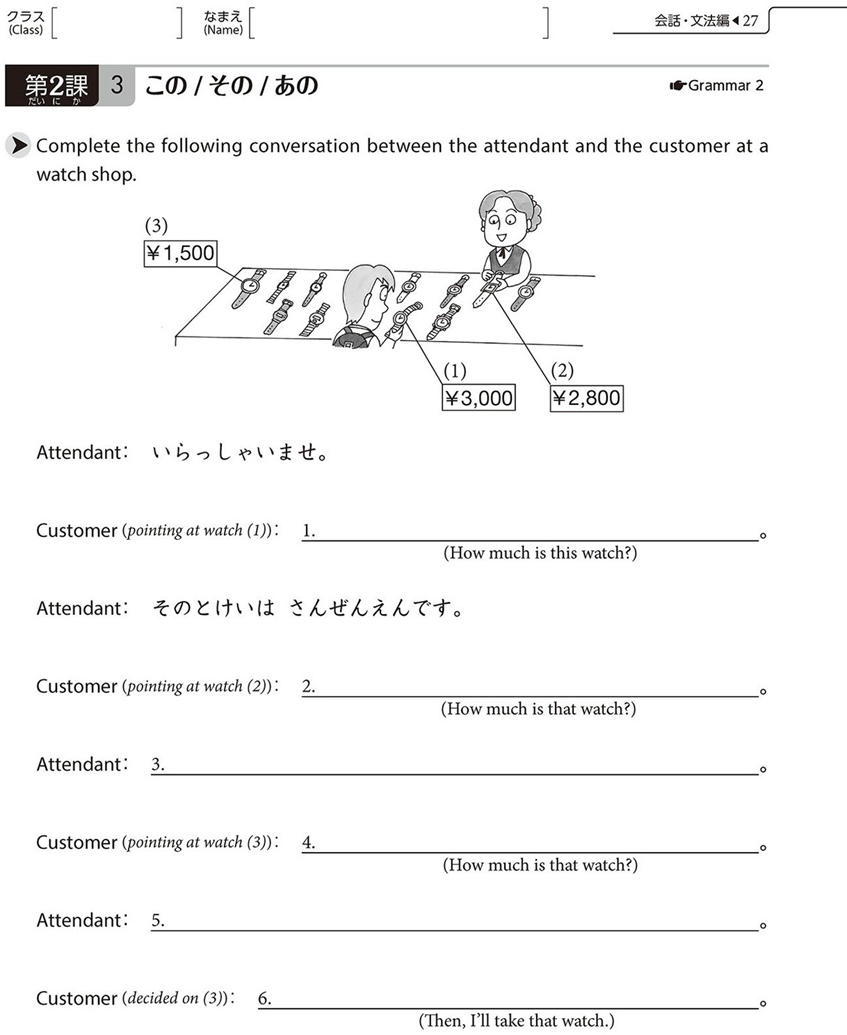 クラス
(Class)
なまえ
(Name)
会話・文法編◀27
第2課 3 この / その / あの
だい に か
Grammar 2
Complete the following conversation between the attendant and the customer at a
watch shop.
(3)
¥1,500
(1)
¥3,000
(2)
¥2,800
Attendant: いらっしゃいませ。
Customer (pointing at watch (1)): 1. 。
(How much is this watch?)
Attendant: そのとけいは さんぜんえんです。
Customer (pointing at watch (2)): 2. 。
(How much is that watch?)
Attendant: 3. 。
Customer (pointing at watch (3)): 4. 。
(How much is that watch?)
Attendant: 5. 。
Customer (decided on (3)): 6. 。
(Then, I’ll take that watch.)